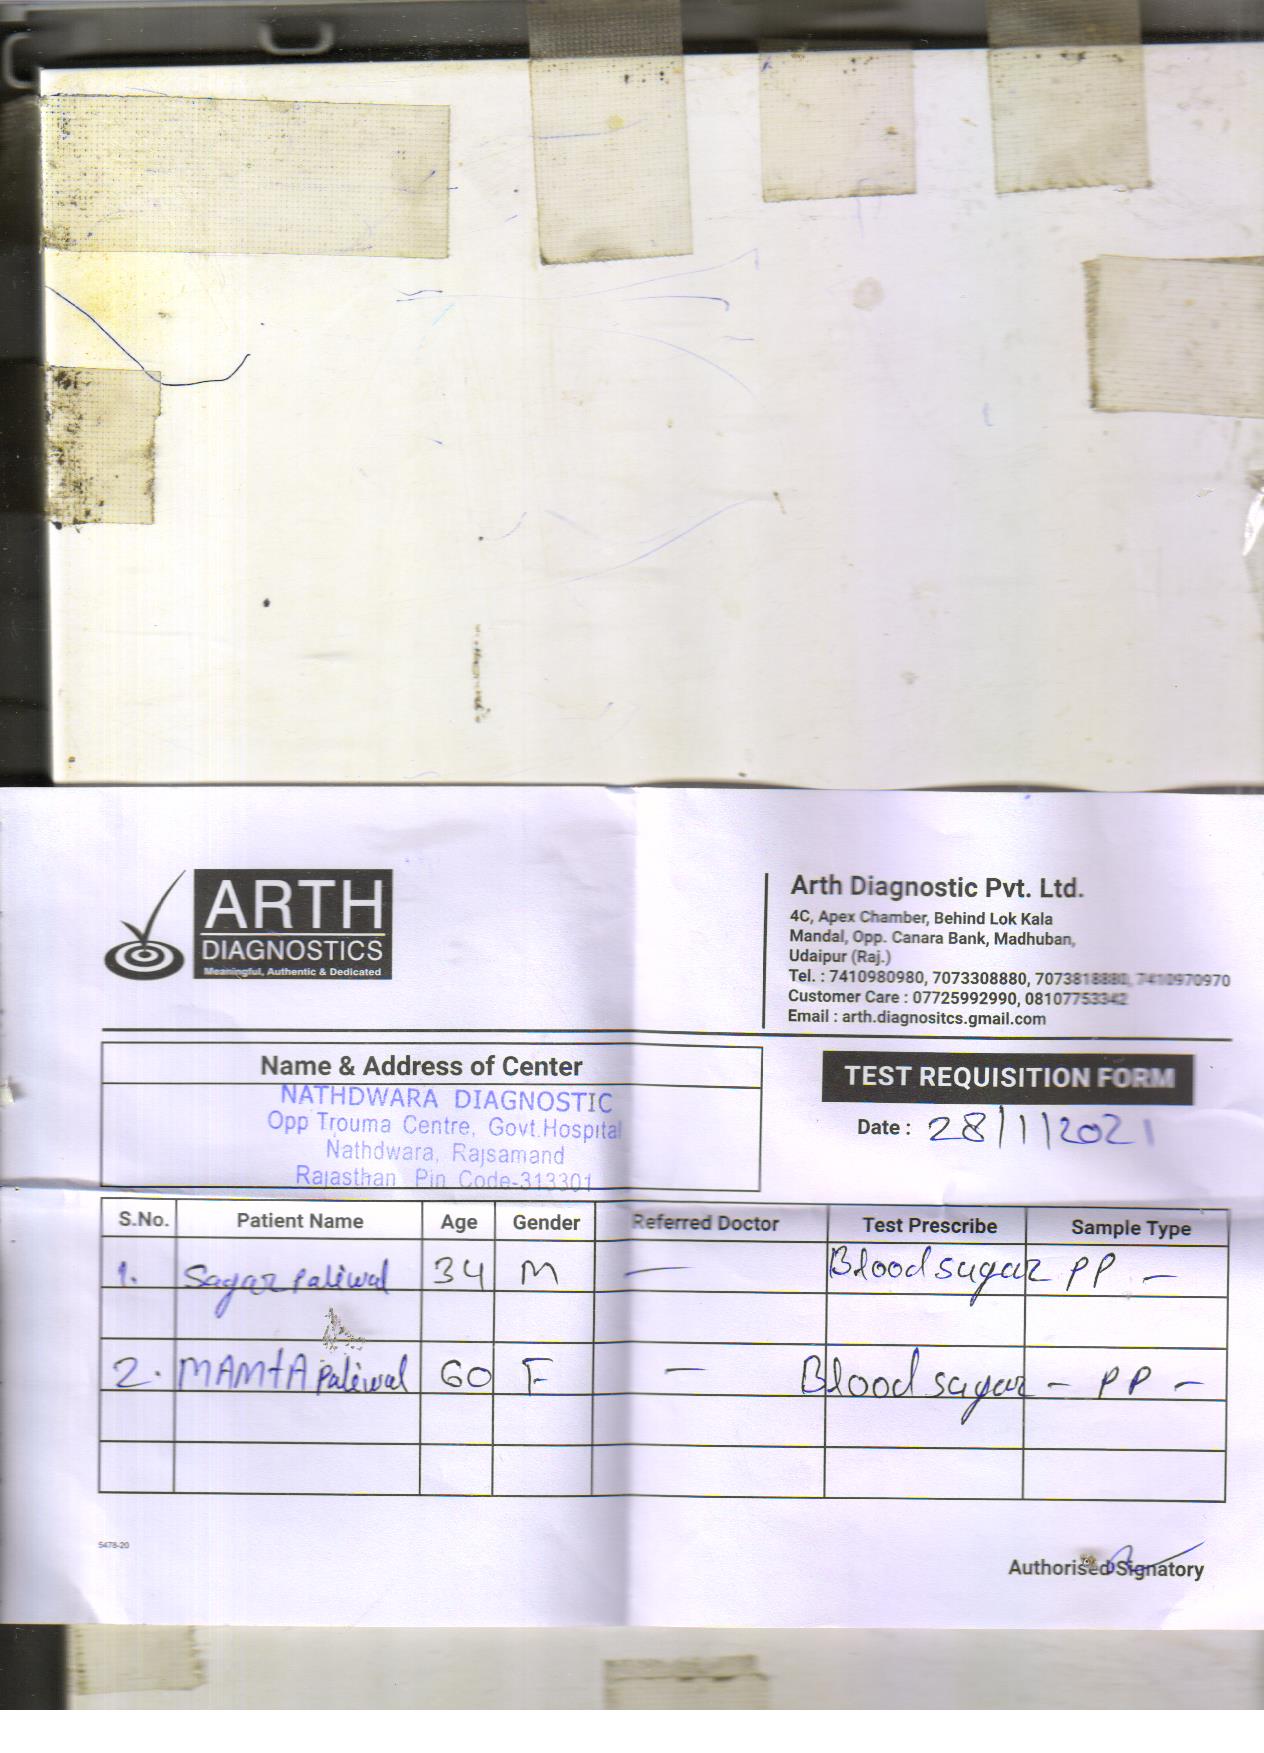 ARTH
DIAGNOSTICS
Meaningful, Authentic & Dedicated
Arth Diagnostic Pvt. Ltd.
4C, Apex Chamber, Behind Lok Kala
Mandal, Opp. Canara Bank, Madhuban,
Udaipur (Raj.)
Tel. : 7410980980, 7073308880, 7073818880, 7410970970
Customer Care : 07725992990, 08107753342
Email : arth.diagnositcs.gmail.com
Name & Address of Center
NATHDWARA DIAGNOSTIC
Opp Trouma Centre, Govt.Hospital
Nathdwara, Rajsamand
Rajasthan Pin Code-313301
TEST REQUISITION FORM
Date : 28/1/2021
S.No. Patient Name Age Gender Referred Doctor Test Prescribe Sample Type
1. Sagar paliwal 34 M — Blood sugar PP —
2. MAMTA paliwal 60 F — Blood sugar - PP —
5478-20
Authorised Signatory